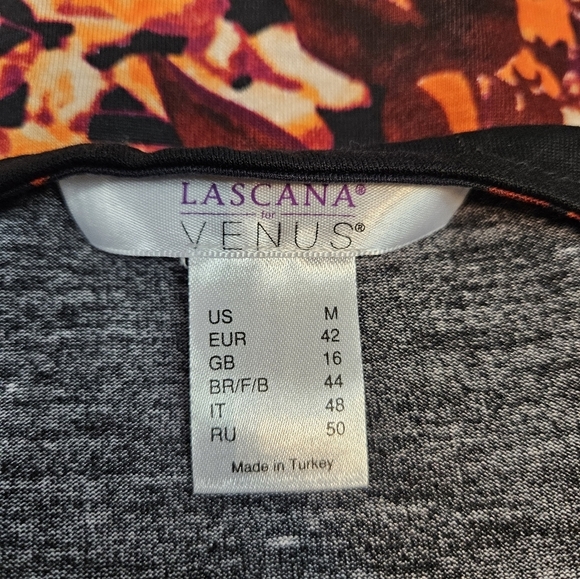 LASCANA®
for
VENUS®
US M
EUR 42
GB 16
BR/F/B 44
IT 48
RU 50
Made in Turkey